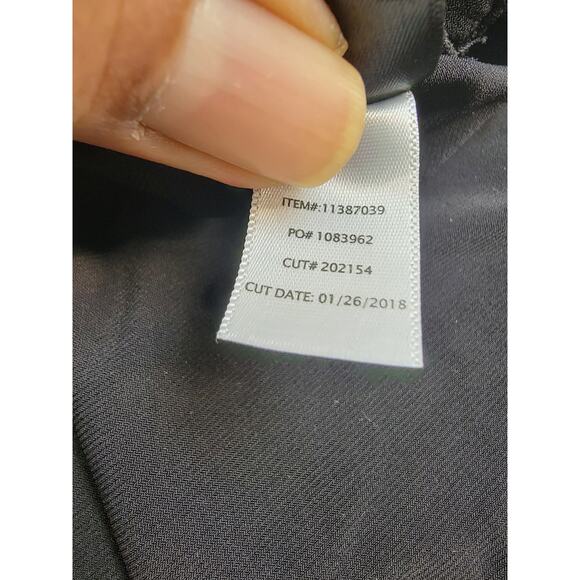 ITEM#:11387039
PO# 1083962
CUT# 202154
CUT DATE: 01/26/2018